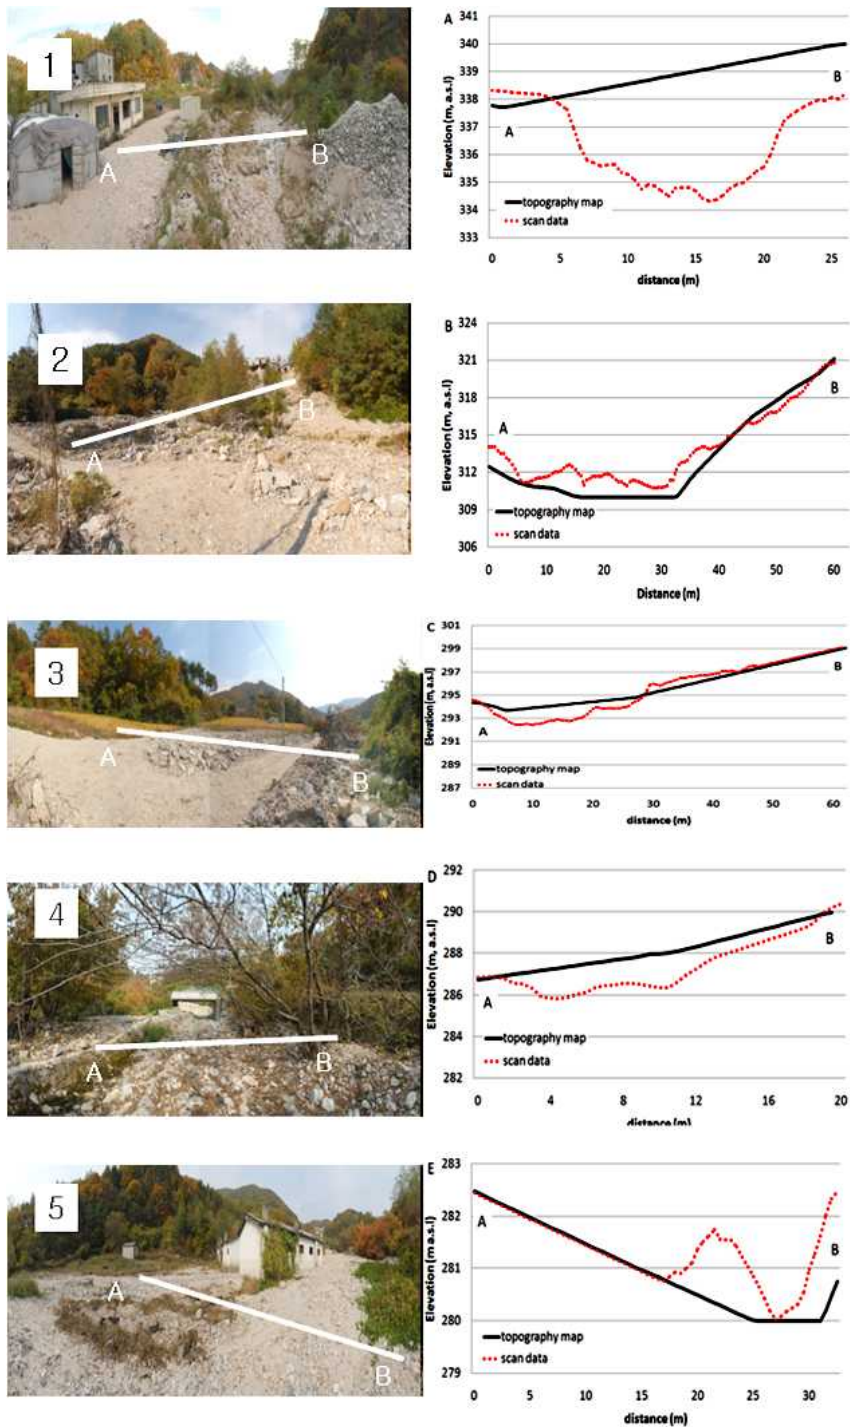 1
A
B
A
341
340
339
338
337
336
335
334
333
Elevation (m, a.s.l)
A
B
topography map
scan data
0 5 10 15 20 25
distance (m)
2
A
B
B
324
321
318
315
312
309
306
Elevation (m, a.s.l)
A
B
topography map
scan data
0 10 20 30 40 50 60
Distance (m)
3
A
B
C
301
299
297
295
293
291
289
287
Elevation (m, a.s.l)
A
B
topography map
scan data
0 10 20 30 40 50 60
distance (m)
4
A
B
D
292
290
288
286
284
282
Elevation (m, a.s.l)
A
B
topography map
scan data
0 4 8 12 16 20
distance (m)
5
A
B
E
283
282
281
280
279
Elevation (m a.s.l)
A
B
topography map
scan data
0 5 10 15 20 25 30
distance (m)